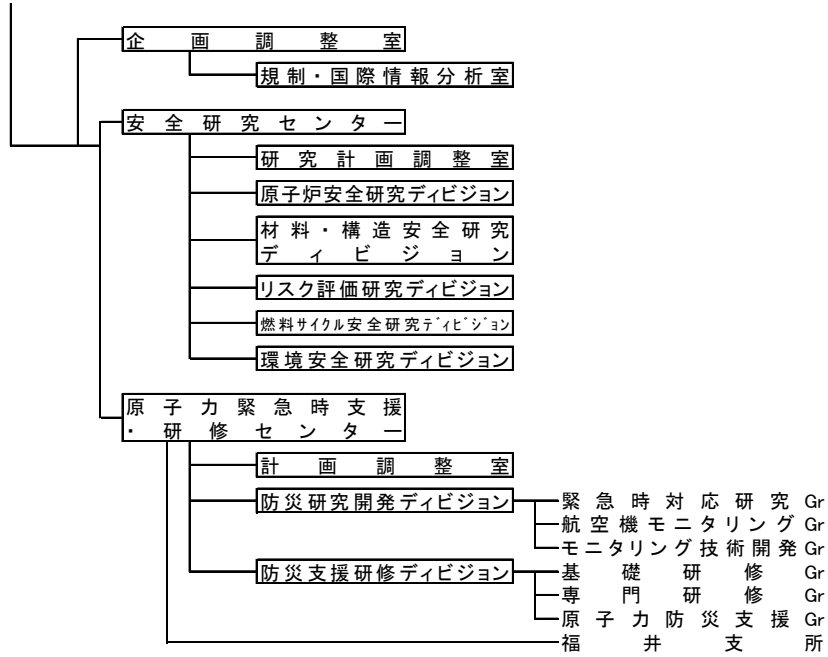 企画調整室
規制・国際情報分析室
安全研究センター
研究計画調整室
原子炉安全研究ディビジョン
材料・構造安全研究
ディビジョン
リスク評価研究ディビジョン
燃料サイクル安全研究ﾃﾞｨﾋﾞｼﾞｮﾝ
環境安全研究ディビジョン
原子力緊急時支援
・研修センター
計画調整室
防災研究開発ディビジョン
緊急時対応研究Gr
航空機モニタリングGr
モニタリング技術開発Gr
防災支援研修ディビジョン
基礎研修Gr
専門研修Gr
原子力防災支援Gr
福井支所